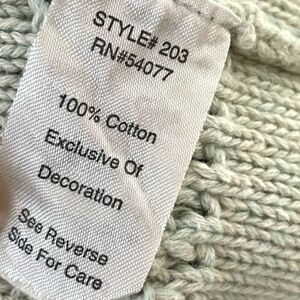 STYLE# 203
RN#54077
100% Cotton
Exclusive Of
Decoration
See Reverse
Side For Care